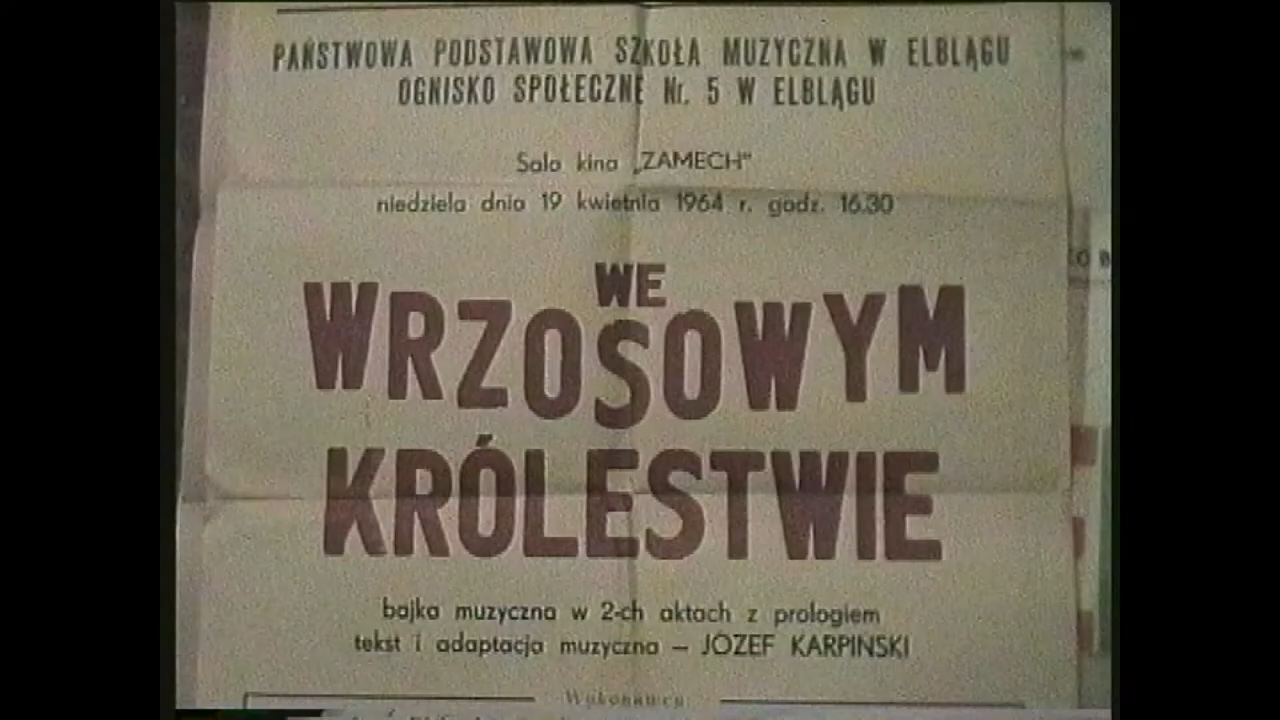 PAŃSTWOWA PODSTAWOWA SZKOŁA MUZYCZNA W ELBLĄGU
OGNISKO SPOŁECZNE Nr. 5 W ELBLĄGU
Sala kina „ZAMECH"
niedziela dnia 19 kwietnia 1964 r. godz. 16.30
WE
WRZOSOWYM
KRÓLESTWIE
bajka muzyczna w 2-ch aktach z prologiem
tekst i adaptacja muzyczna – JOZEF KARPINSKI
Wykonawcy: